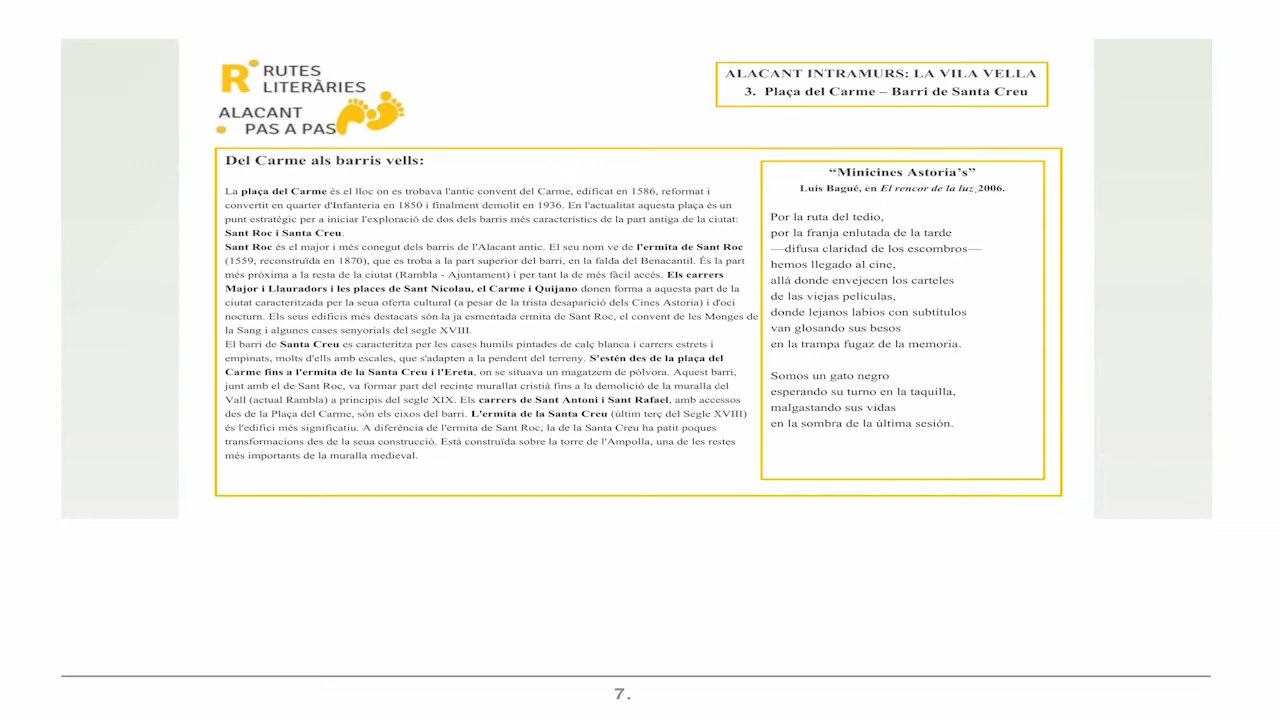 R RUTES
LITERÀRIES
ALACANT
PAS A PAS
ALACANT INTRAMURS: LA VILA VELLA
3. Plaça del Carme – Barri de Santa Creu
Del Carme als barris vells:
La plaça del Carme és el lloc on es trobava l'antic convent del Carme, edificat en 1586, reformat i
convertit en quarter d'Infanteria en 1850 i finalment demolit en 1936. En l'actualitat aquesta plaça és un
punt estratègic per a iniciar l'exploració de dos dels barris més característics de la part antiga de la ciutat:
Sant Roc i Santa Creu.
Sant Roc és el major i més conegut dels barris de l'Alacant antic. El seu nom ve de l'ermita de Sant Roc
(1559, reconstruïda en 1870), que es troba a la part superior del barri, en la falda del Benacantil. És la part
més pròxima a la resta de la ciutat (Rambla - Ajuntament) i per tant la de més fàcil accés. Els carrers
Major i Llauradors i les places de Sant Nicolau, el Carme i Quijano donen forma a aquesta part de la
ciutat caracteritzada per la seua oferta cultural (a pesar de la trista desaparició dels Cines Astoria) i d'oci
nocturn. Els seus edificis més destacats són la ja esmentada ermita de Sant Roc, el convent de les Monges de
la Sang i algunes cases senyorials del segle XVIII.
El barri de Santa Creu es caracteritza per les cases humils pintades de calç blanca i carrers estrets i
empinats, molts d'ells amb escales, que s'adapten a la pendent del terreny. S'estén des de la plaça del
Carme fins a l'ermita de la Santa Creu i l'Ereta, on se situava un magatzem de pólvora. Aquest barri,
junt amb el de Sant Roc, va formar part del recinte murallat cristià fins a la demolició de la muralla del
Vall (actual Rambla) a principis del segle XIX. Els carrers de Sant Antoni i Sant Rafael, amb accessos
des de la Plaça del Carme, són els eixos del barri. L'ermita de la Santa Creu (últim terç del Segle XVIII)
és l'edifici més significatiu. A diferència de l'ermita de Sant Roc, la de la Santa Creu ha patit poques
transformacions des de la seua construcció. Està construïda sobre la torre de l'Ampolla, una de les restes
més importants de la muralla medieval.
“Minicines Astoria’s”
Luís Bagué, en El rencor de la luz, 2006.
Por la ruta del tedio,
por la franja enlutada de la tarde
—difusa claridad de los escombros—
hemos llegado al cine,
allá donde envejecen los carteles
de las viejas películas,
donde lejanos labios con subtítulos
van glosando sus besos
en la trampa fugaz de la memoria.
Somos un gato negro
esperando su turno en la taquilla,
malgastando sus vidas
en la sombra de la última sesión.
7.